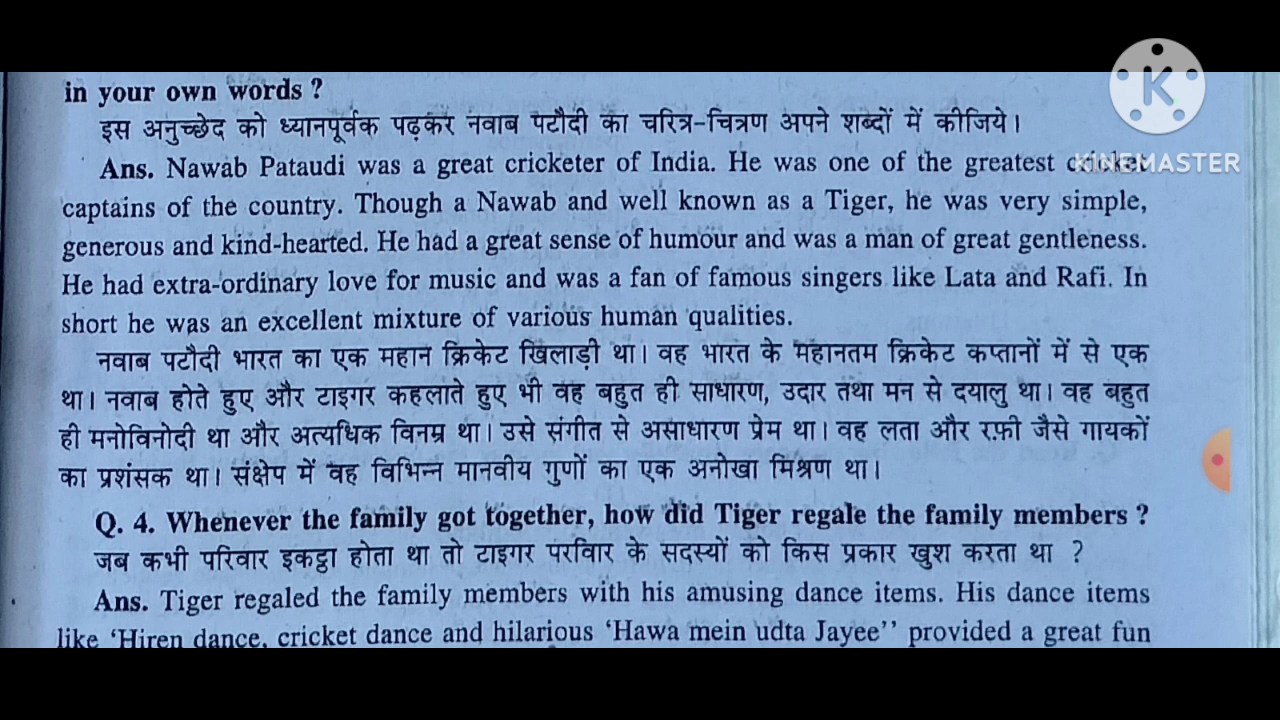 in your own words ?
इस अनुच्छेद को ध्यानपूर्वक पढ़कर नवाब पटौदी का चरित्र-चित्रण अपने शब्दों में कीजिये।
Ans. Nawab Pataudi was a great cricketer of India. He was one of the greatest cricket
KINEMASTER
captains of the country. Though a Nawab and well known as a Tiger, he was very simple,
generous and kind-hearted. He had a great sense of humour and was a man of great gentleness.
He had extra-ordinary love for music and was a fan of famous singers like Lata and Rafi. In
short he was an excellent mixture of various human qualities.
नवाब पटौदी भारत का एक महान क्रिकेट खिलाड़ी था। वह भारत के महानतम क्रिकेट कप्तानों में से एक
था। नवाब होते हुए और टाइगर कहलाते हुए भी वह बहुत ही साधारण, उदार तथा मन से दयालु था। वह बहुत
ही मनोविनोदी था और अत्यधिक विनम्र था। उसे संगीत से असाधारण प्रेम था। वह लता और रफ़ी जैसे गायकों
का प्रशंसक था। संक्षेप में वह विभिन्न मानवीय गुणों का एक अनोखा मिश्रण था।
Q. 4. Whenever the family got together, how did Tiger regale the family members ?
जब कभी परिवार इकट्ठा होता था तो टाइगर परविार के सदस्यों को किस प्रकार खुश करता था ?
Ans. Tiger regaled the family members with his amusing dance items. His dance items
like ‘Hiren dance, cricket dance and hilarious ‘Hawa mein udta Jayee’’ provided a great fun